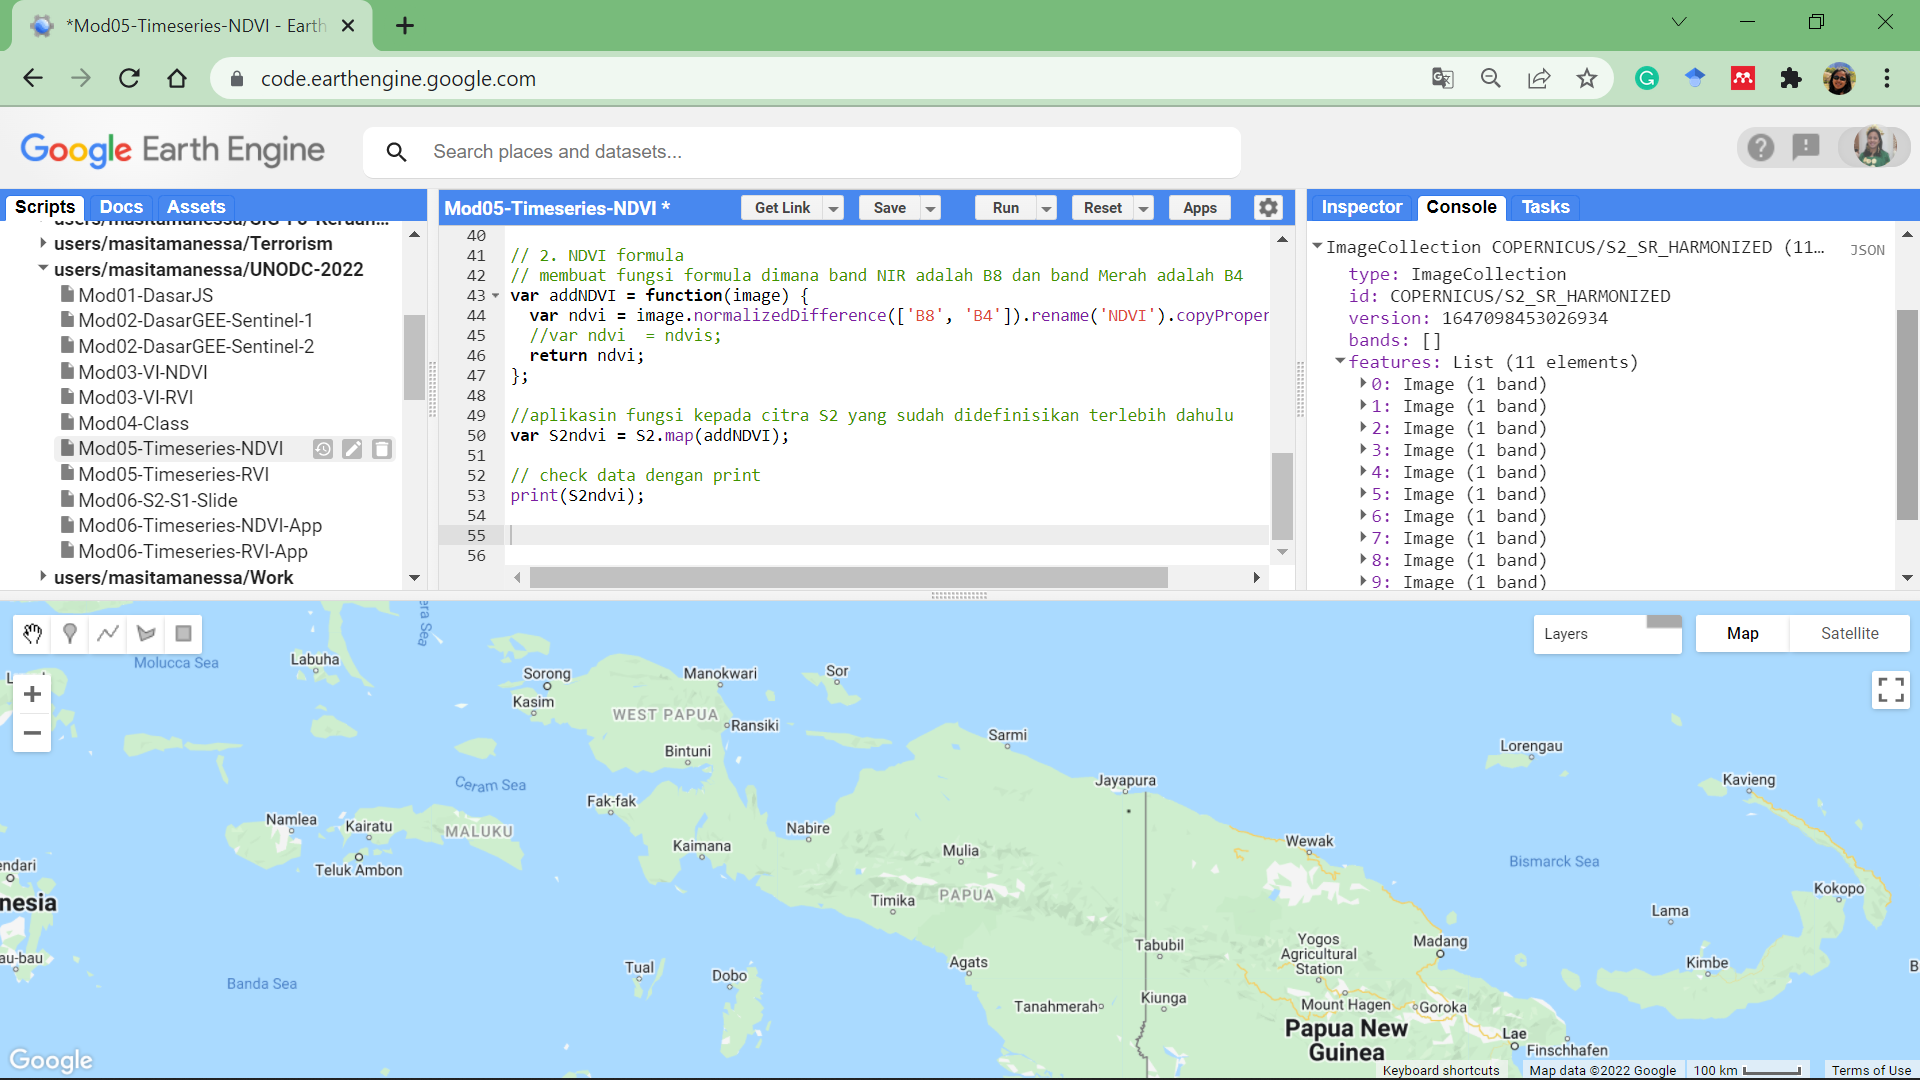 *Mod05-Timeseries-NDVI - Earth
code.earthengine.google.com
Google Earth Engine
Search places and datasets...
Scripts Docs Assets
users/masitamanessa/Terrorism
users/masitamanessa/UNODC-2022
Mod01-DasarJS
Mod02-DasarGEE-Sentinel-1
Mod02-DasarGEE-Sentinel-2
Mod03-VI-NDVI
Mod03-VI-RVI
Mod04-Class
Mod05-Timeseries-NDVI
Mod05-Timeseries-RVI
Mod06-S2-S1-Slide
Mod06-Timeseries-NDVI-App
Mod06-Timeseries-RVI-App
users/masitamanessa/Work
Mod05-Timeseries-NDVI *
Get Link Save Run Reset Apps
40
41 // 2. NDVI formula
42 // membuat fungsi formula dimana band NIR adalah B8 dan band Merah adalah B4
43 var addNDVI = function(image) {
44 var ndvi = image.normalizedDifference(['B8', 'B4']).rename('NDVI').copyProper
45 //var ndvi = ndvis;
46 return ndvi;
47 };
48
49 //aplikasin fungsi kepada citra S2 yang sudah didefinisikan terlebih dahulu
50 var S2ndvi = S2.map(addNDVI);
51
52 // check data dengan print
53 print(S2ndvi);
54
55
56
Inspector Console Tasks
ImageCollection COPERNICUS/S2_SR_HARMONIZED (11… JSON
type: ImageCollection
id: COPERNICUS/S2_SR_HARMONIZED
version: 1647098453026934
bands: []
features: List (11 elements)
0: Image (1 band)
1: Image (1 band)
2: Image (1 band)
3: Image (1 band)
4: Image (1 band)
5: Image (1 band)
6: Image (1 band)
7: Image (1 band)
8: Image (1 band)
9: Image (1 band)
Layers
Map Satellite
Molucca Sea
Labuha
era Sea
Sorong
Kasim
Manokwari
Sor
WEST PAPUA
Ransiki
Bintuni
Sarmi
Lorengau
Kavieng
Jayapura
Ceram Sea
Fak-fak
Namlea
Kairatu
MALUKU
Nabire
Kaimana
Mulia
Wewak
Bismarck Sea
endari
Teluk Ambon
PAPUA
Timika
Kokopo
nesia
Lama
Tabubil
Yogos
Agricultural
Station
Madang
au-bau
Tual
Dobo
Agats
Kimbe
B
Banda Sea
Tanahmerah
Kiunga
Mount Hagen
Goroka
Papua New
Guinea
Lae
Finschhafen
Google
Keyboard shortcuts
Map data ©2022 Google
100 km
Terms of Use